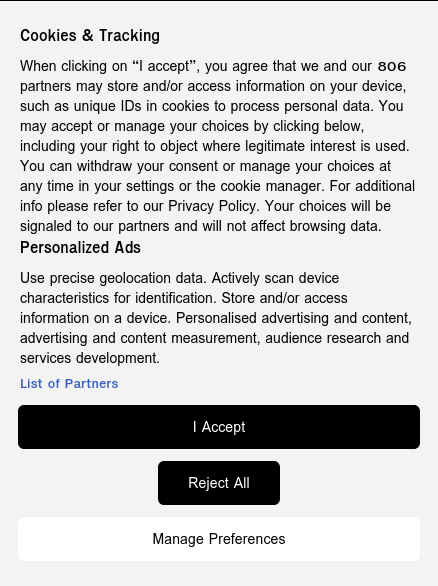 Cookies & Tracking
When clicking on “I accept”, you agree that we and our 806
partners may store and/or access information on your device,
such as unique IDs in cookies to process personal data. You
may accept or manage your choices by clicking below,
including your right to object where legitimate interest is used.
You can withdraw your consent or manage your choices at
any time in your settings or the cookie manager. For additional
info please refer to our Privacy Policy. Your choices will be
signaled to our partners and will not affect browsing data.
Personalized Ads
Use precise geolocation data. Actively scan device
characteristics for identification. Store and/or access
information on a device. Personalised advertising and content,
advertising and content measurement, audience research and
services development.
List of Partners
I Accept
Reject All
Manage Preferences